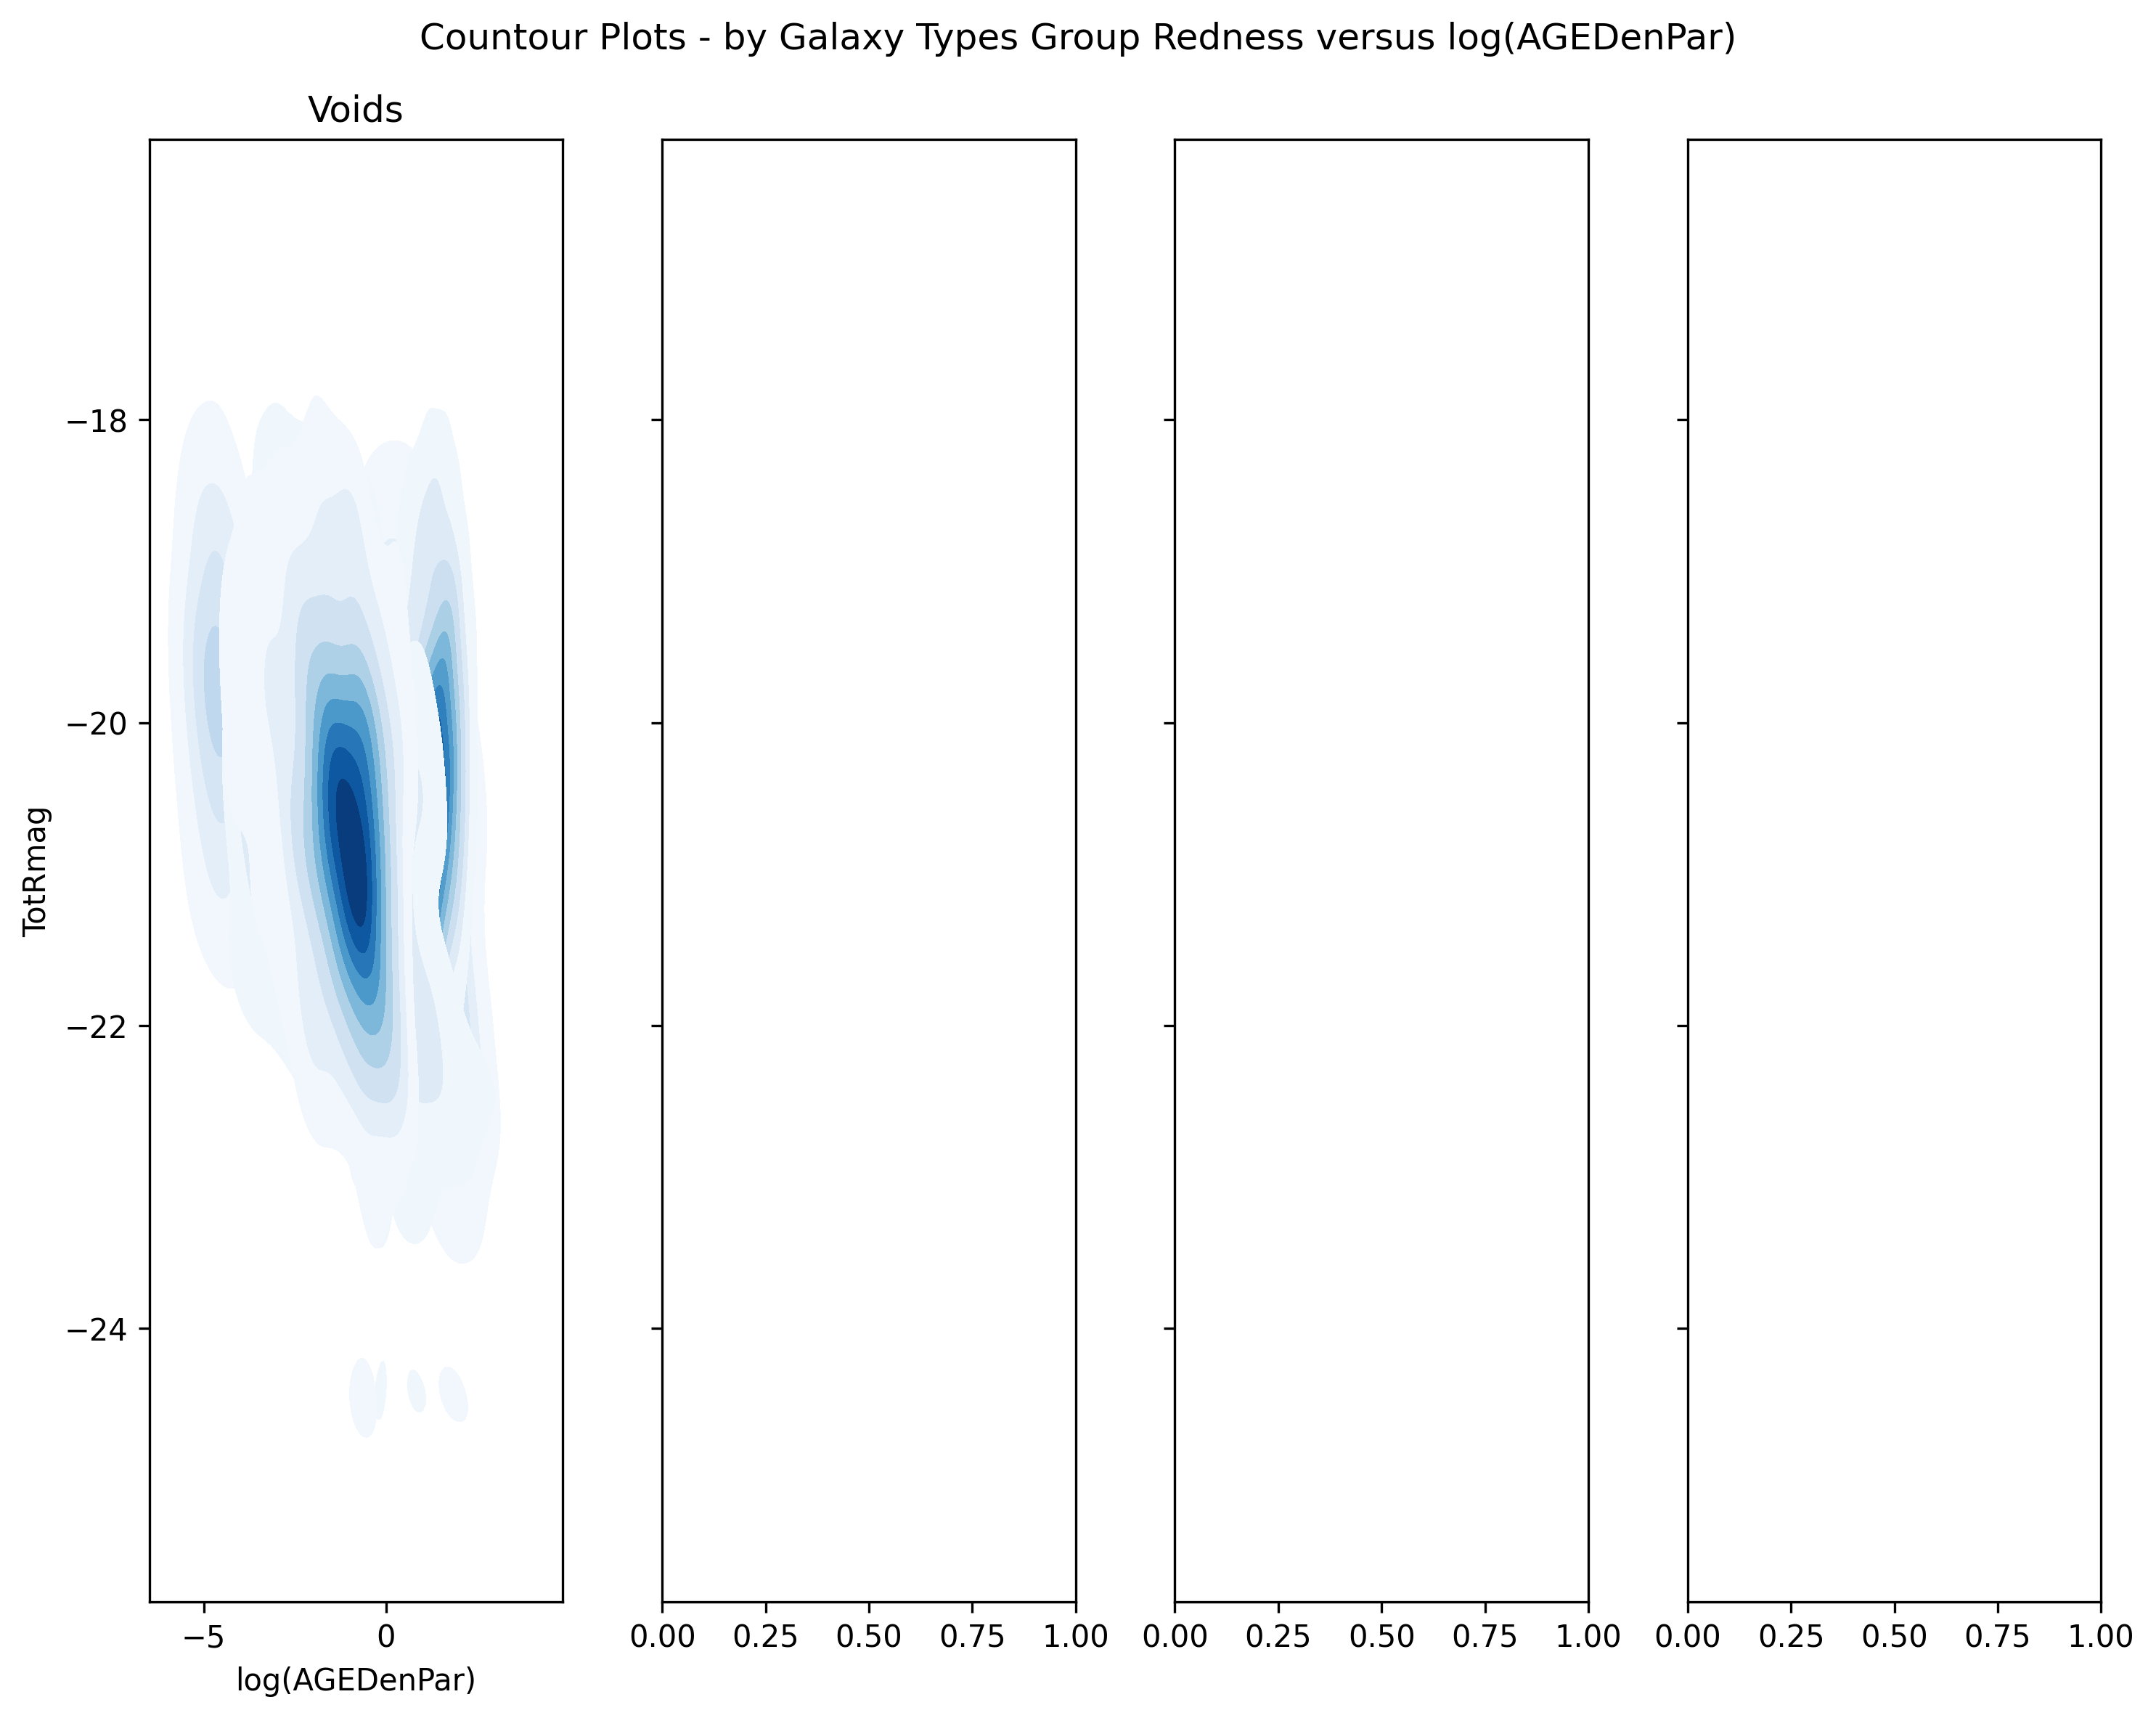 Countour Plots - by Galaxy Types Group Redness versus log(AGEDenPar)
Voids
TotRmag
−18
−20
−22
−24
−5 0
log(AGEDenPar)
0.00 0.25 0.50 0.75 1.00
0.00 0.25 0.50 0.75 1.00
0.00 0.25 0.50 0.75 1.00